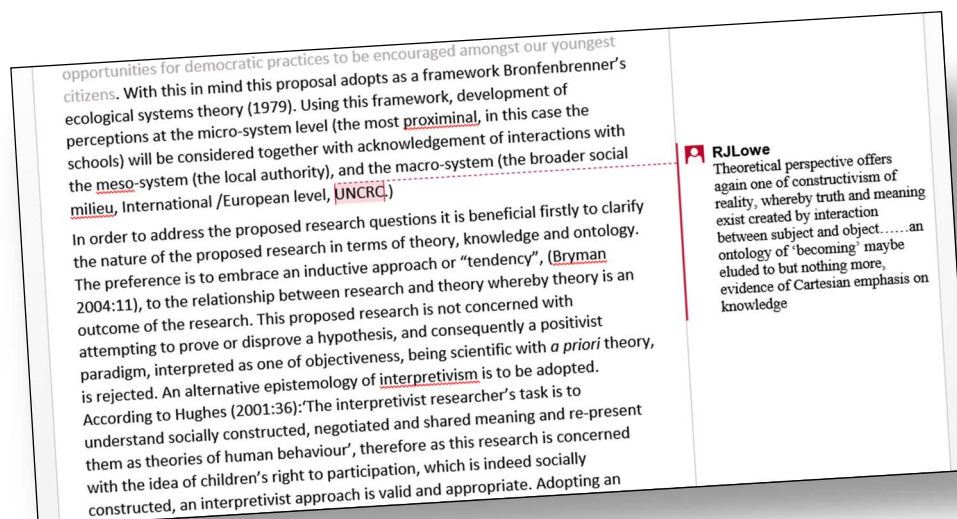 opportunities for democratic practices to be encouraged amongst our youngest
citizens. With this in mind this proposal adopts as a framework Bronfenbrenner's
ecological systems theory (1979). Using this framework, development of
perceptions at the micro-system level (the most proximinal, in this case the
schools) will be considered together with acknowledgement of interactions with
the meso-system (the local authority), and the macro-system (the broader social
milieu, International /European level, UNCRC.)
In order to address the proposed research questions it is beneficial firstly to clarify
the nature of the proposed research in terms of theory, knowledge and ontology.
The preference is to embrace an inductive approach or "tendency", (Bryman
2004:11), to the relationship between research and theory whereby theory is an
outcome of the research. This proposed research is not concerned with
attempting to prove or disprove a hypothesis, and consequently a positivist
paradigm, interpreted as one of objectiveness, being scientific with a priori theory,
is rejected. An alternative epistemology of interpretivism is to be adopted.
According to Hughes (2001:36):'The interpretivist researcher's task is to
understand socially constructed, negotiated and shared meaning and re-present
them as theories of human behaviour', therefore as this research is concerned
with the idea of children's right to participation, which is indeed socially
constructed, an interpretivist approach is valid and appropriate. Adopting an
RJLowe
Theoretical perspective offers
again one of constructivism of
reality, whereby truth and meaning
exist created by interaction
between subject and object……an
ontology of 'becoming' maybe
eluded to but nothing more,
evidence of Cartesian emphasis on
knowledge